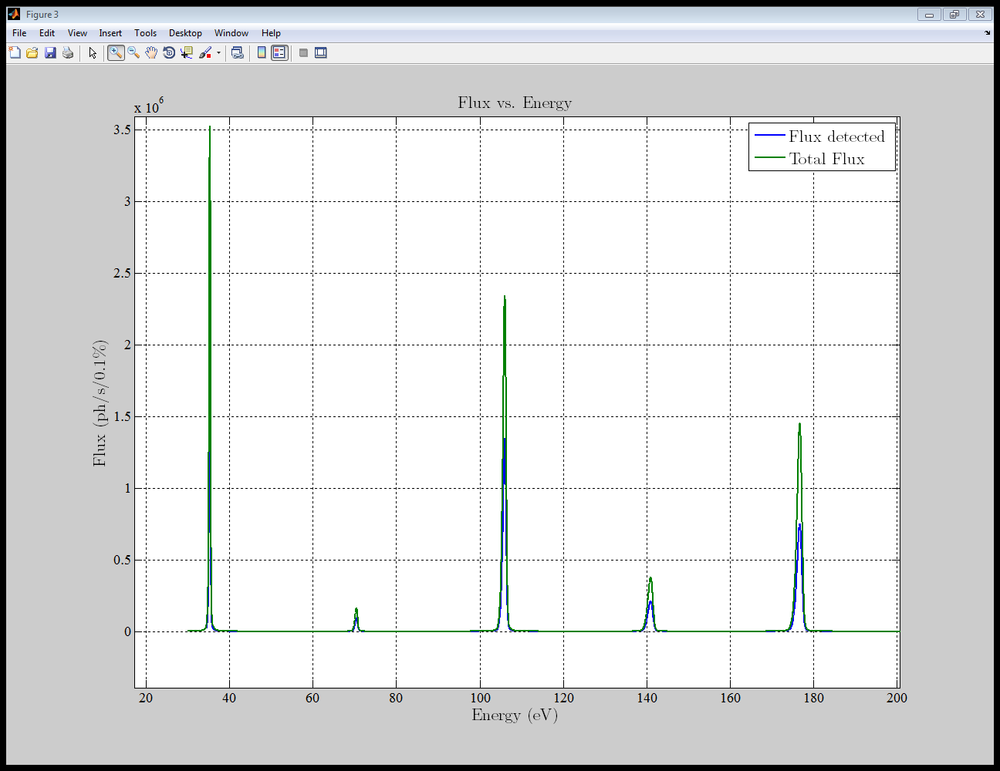 Figure 3
File Edit View Insert Tools Desktop Window Help
x 10^6
Flux vs. Energy
Flux detected
Total Flux
3.5
3
2.5
2
1.5
1
0.5
0
Flux (ph/s/0.1%)
20 40 60 80 100 120 140 160 180 200
Energy (eV)